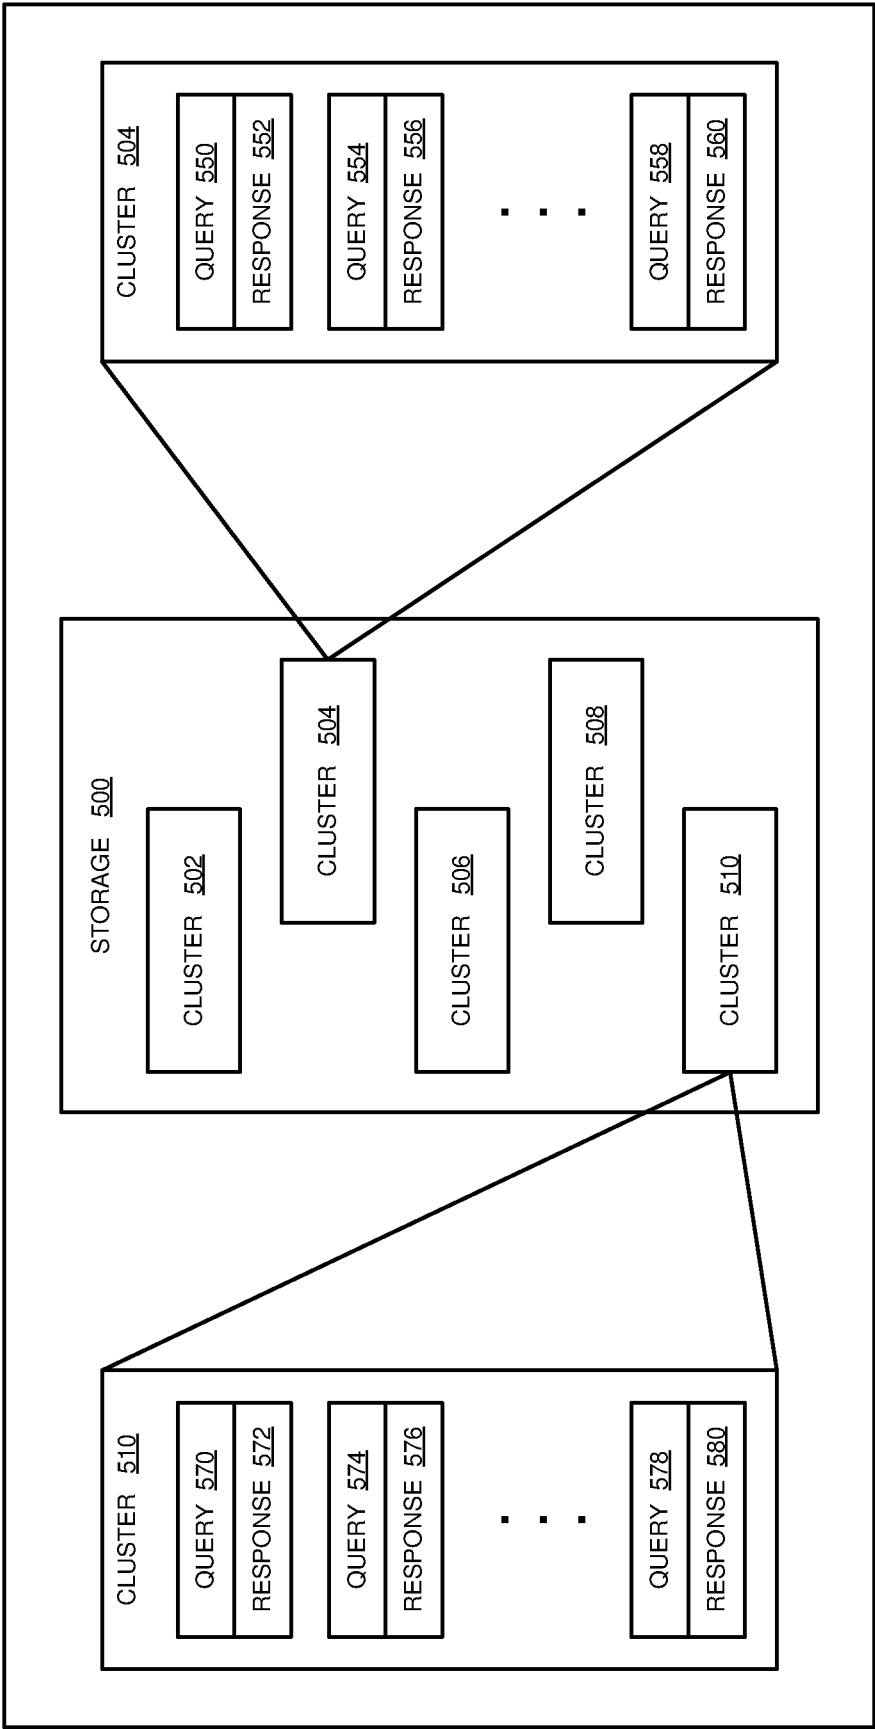 CLUSTER 510
QUERY 570
RESPONSE 572
QUERY 574
RESPONSE 576
. . .
QUERY 578
RESPONSE 580
STORAGE 500
CLUSTER 502
CLUSTER 504
CLUSTER 506
CLUSTER 508
CLUSTER 510
CLUSTER 504
QUERY 550
RESPONSE 552
QUERY 554
RESPONSE 556
. . .
QUERY 558
RESPONSE 560